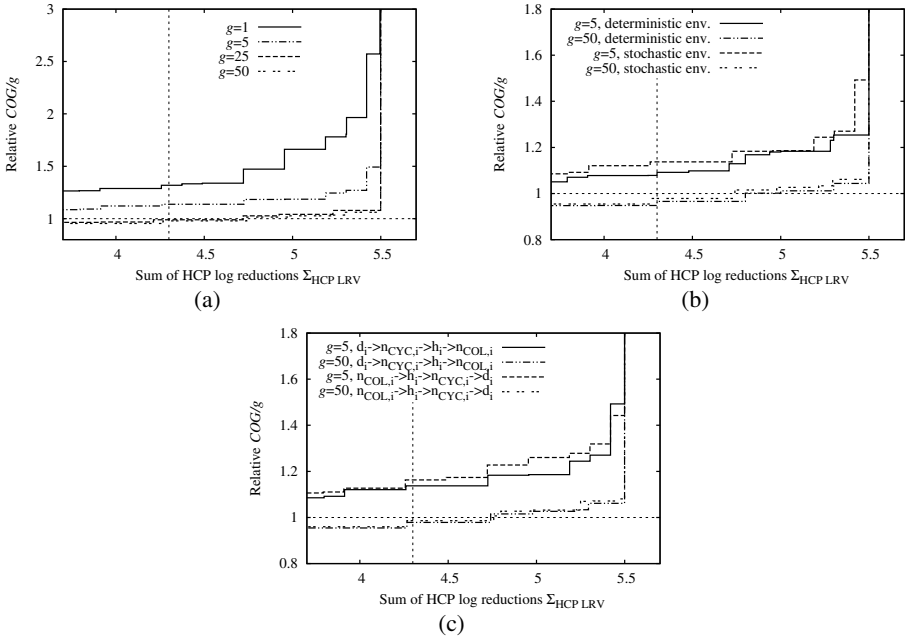 3
2.5
2
1.5
1
4
4.5
5
5.5
Relative COG/g
Sum of HCP log reductions Σ_HCP LRV
g=1
g=5
g=25
g=50
(a)
1.8
1.6
1.4
1.2
1
0.8
4
4.5
5
5.5
Relative COG/g
Sum of HCP log reductions Σ_HCP LRV
g=5, deterministic env.
g=50, deterministic env.
g=5, stochastic env.
g=50, stochastic env.
(b)
1.8
1.6
1.4
1.2
1
0.8
4
4.5
5
5.5
Relative COG/g
Sum of HCP log reductions Σ_HCP LRV
g=5, d_i->n_CYC,i->h_i->n_COL,i
g=50, d_i->n_CYC,i->h_i->n_COL,i
g=5, n_COL,i->h_i->n_CYC,i->d_i
g=50, n_COL,i->h_i->n_CYC,i->d_i
(c)